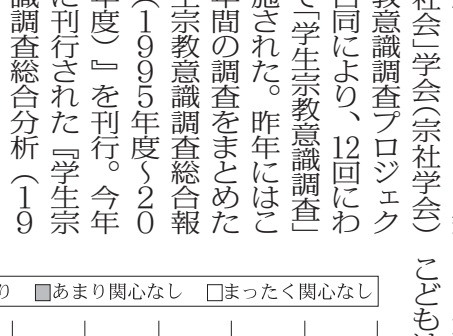 社会」学会（宗社学会）
教意識調査プロジェク
合同により、12回にわ
で「学生宗教意識調査」
施された。昨年にはこ
年間の調査をまとめた
生宗教意識調査総合報
（１９９５年度～２０
年度）』を刊行。今年
に刊行された『学生宗
識調査総合分析（１９
こども
り ■あまり関心なし □まったく関心なし